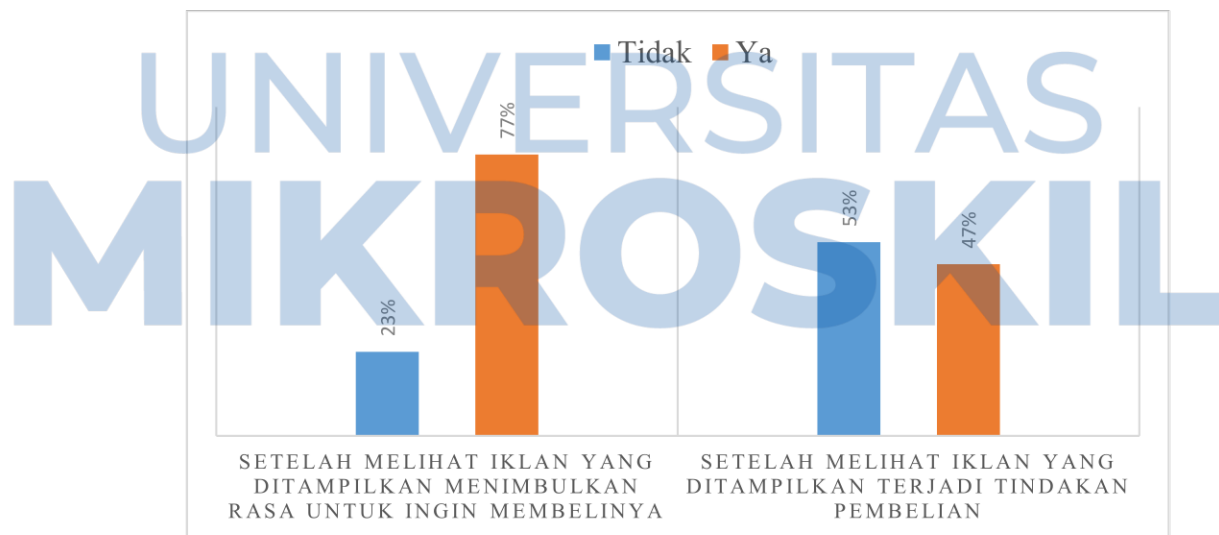 UNIVERSITAS
MIKROSKIL
Tidak Ya
23%
77%
53%
47%
SETELAH MELIHAT IKLAN YANG
DITAMPILKAN MENIMBULKAN
RASA UNTUK INGIN MEMBELINYA
SETELAH MELIHAT IKLAN YANG
DITAMPILKAN TERJADI TINDAKAN
PEMBELIAN